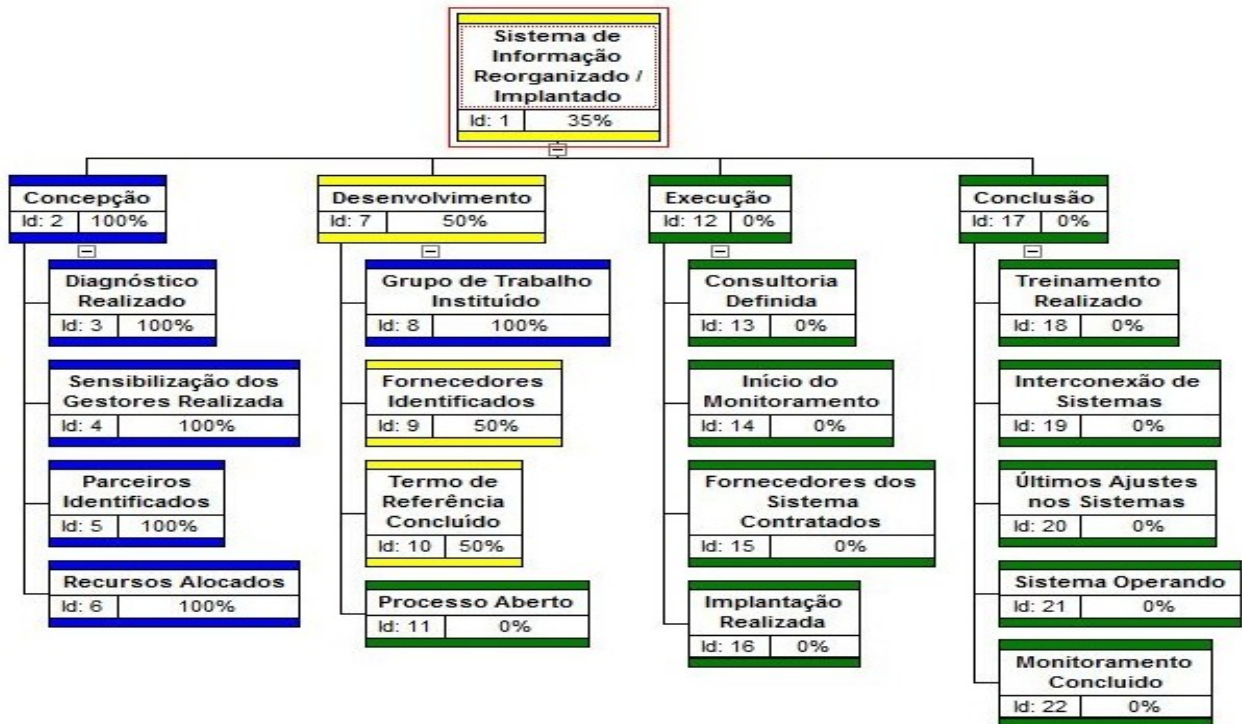 Sistema de
Informação
Reorganizado /
Implantado
Id: 1 35%
Concepção
Id: 2 100%
Diagnóstico
Realizado
Id: 3 100%
Sensibilização dos
Gestores Realizada
Id: 4 100%
Parceiros
Identificados
Id: 5 100%
Recursos Alocados
Id: 6 100%
Desenvolvimento
Id: 7 50%
Grupo de Trabalho
Instituído
Id: 8 100%
Fornecedores
Identificados
Id: 9 50%
Termo de
Referência
Concluído
Id: 10 50%
Processo Aberto
Id: 11 0%
Execução
Id: 12 0%
Consultoria
Definida
Id: 13 0%
Início do
Monitoramento
Id: 14 0%
Fornecedores dos
Sistema
Contratados
Id: 15 0%
Implantação
Realizada
Id: 16 0%
Conclusão
Id: 17 0%
Treinamento
Realizado
Id: 18 0%
Interconexão de
Sistemas
Id: 19 0%
Últimos Ajustes
nos Sistemas
Id: 20 0%
Sistema Operando
Id: 21 0%
Monitoramento
Concluido
Id: 22 0%